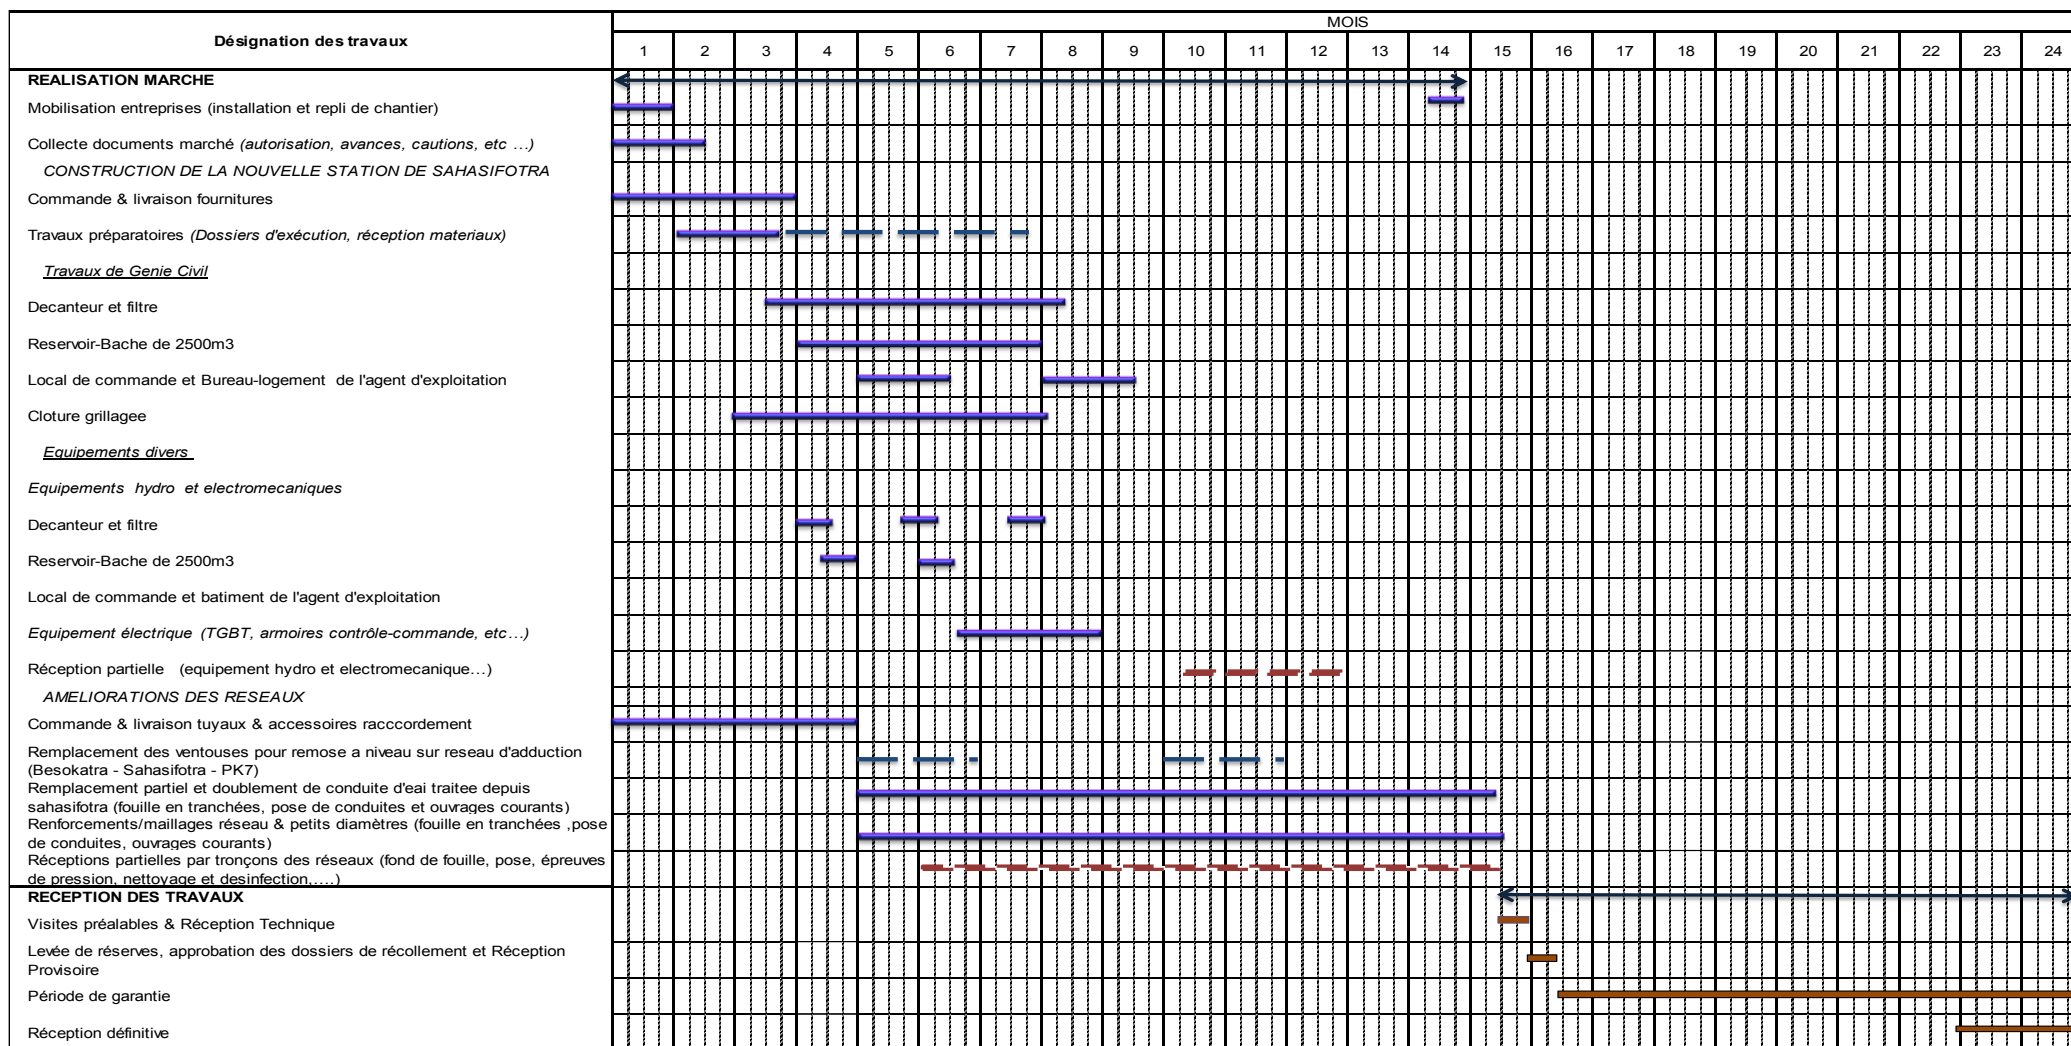 MOIS
Désignation des travaux
1 2 3 4 5 6 7 8 9 10 11 12 13 14 15 16 17 18 19 20 21 22 23 24
REALISATION MARCHE
Mobilisation entreprises (installation et repli de chantier)
Collecte documents marché (autorisation, avances, cautions, etc ...)
CONSTRUCTION DE LA NOUVELLE STATION DE SAHASIFOTRA
Commande & livraison fournitures
Travaux préparatoires (Dossiers d'exécution, réception materiaux)
Travaux de Genie Civil
Decanteur et filtre
Reservoir-Bache de 2500m3
Local de commande et Bureau-logement de l'agent d'exploitation
Cloture grillagee
Equipements divers
Equipements hydro et electromecaniques
Decanteur et filtre
Reservoir-Bache de 2500m3
Local de commande et batiment de l'agent d'exploitation
Equipement électrique (TGBT, armoires contrôle-commande, etc...)
Réception partielle (equipement hydro et electromecanique...)
AMELIORATIONS DES RESEAUX
Commande & livraison tuyaux & accessoires racccordement
Remplacement des ventouses pour remose a niveau sur reseau d'adduction
(Besokatra - Sahasifotra - PK7)
Remplacement partiel et doublement de conduite d'eai traitee depuis
sahasifotra (fouille en tranchées, pose de conduites et ouvrages courants)
Renforcements/maillages réseau & petits diamètres (fouille en tranchées ,pose
de conduites, ouvrages courants)
Réceptions partielles par tronçons des réseaux (fond de fouille, pose, épreuves
de pression, nettoyage et desinfection,....)
RECEPTION DES TRAVAUX
Visites préalables & Réception Technique
Levée de réserves, approbation des dossiers de récollement et Réception
Provisoire
Période de garantie
Réception définitive